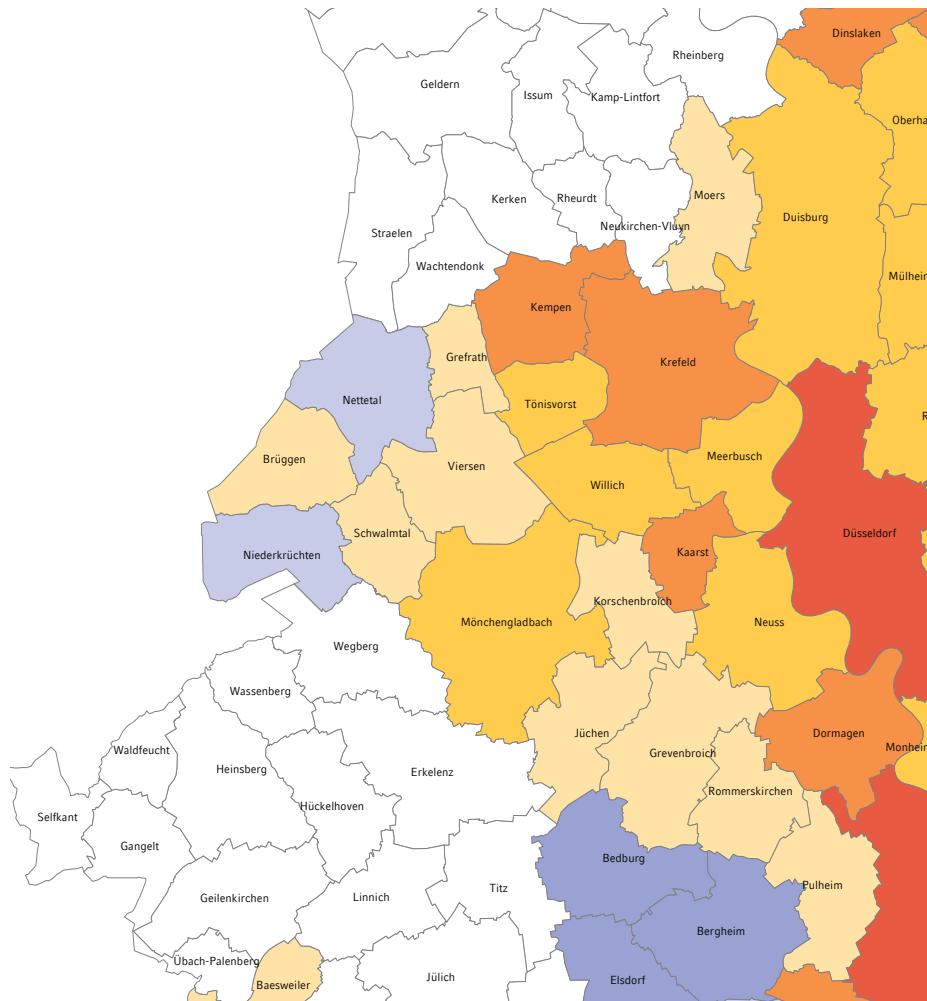 Dinslaken
Rheinberg
Geldern
Issum
Kamp-Lintfort
Oberha
Moers
Kerken
Rheurdt
Duisburg
Neukirchen-Vluyn
Straelen
Wachtendonk
Mülheim
Kempen
Grefrath
Krefeld
Nettetal
Tönisvorst
R
Meerbusch
Brüggen
Viersen
Willich
Schwalmtal
Düsseldorf
Niederkrüchten
Kaarst
Korschenbroich
Mönchengladbach
Neuss
Wegberg
Wassenberg
Jüchen
Dormagen
Waldfeucht
Grevenbroich
Monheim
Heinsberg
Erkelenz
Rommerskirchen
Hückelhoven
Selfkant
Gangelt
Bedburg
Pulheim
Titz
Geilenkirchen
Linnich
Bergheim
Übach-Palenberg
Jülich
Elsdorf
Baesweiler